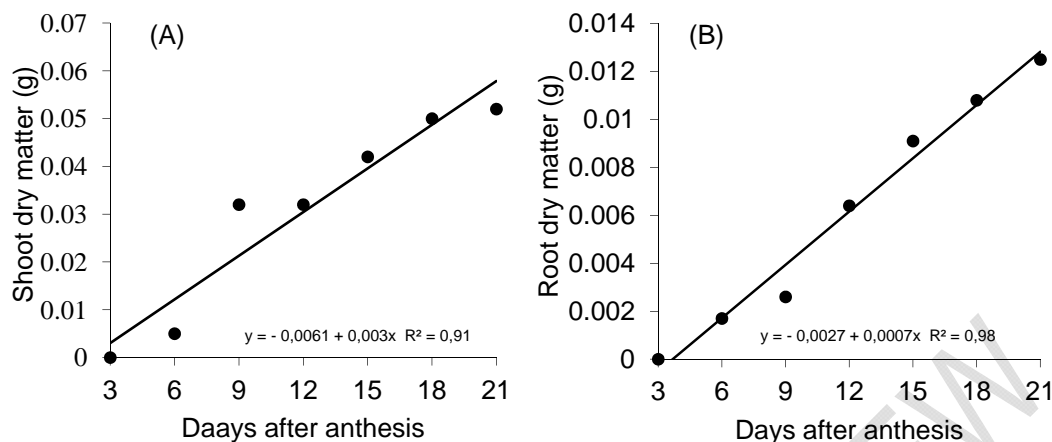 (A)
Shoot dry matter (g)
0.07
0.06
0.05
0.04
0.03
0.02
0.01
0
y = - 0,0061 + 0,003x R² = 0,91
3 6 9 12 15 18 21
Daays after anthesis
(B)
Root dry matter (g)
0.014
0.012
0.01
0.008
0.006
0.004
0.002
0
y = - 0,0027 + 0,0007x R² = 0,98
3 6 9 12 15 18 21
Days after anthesis